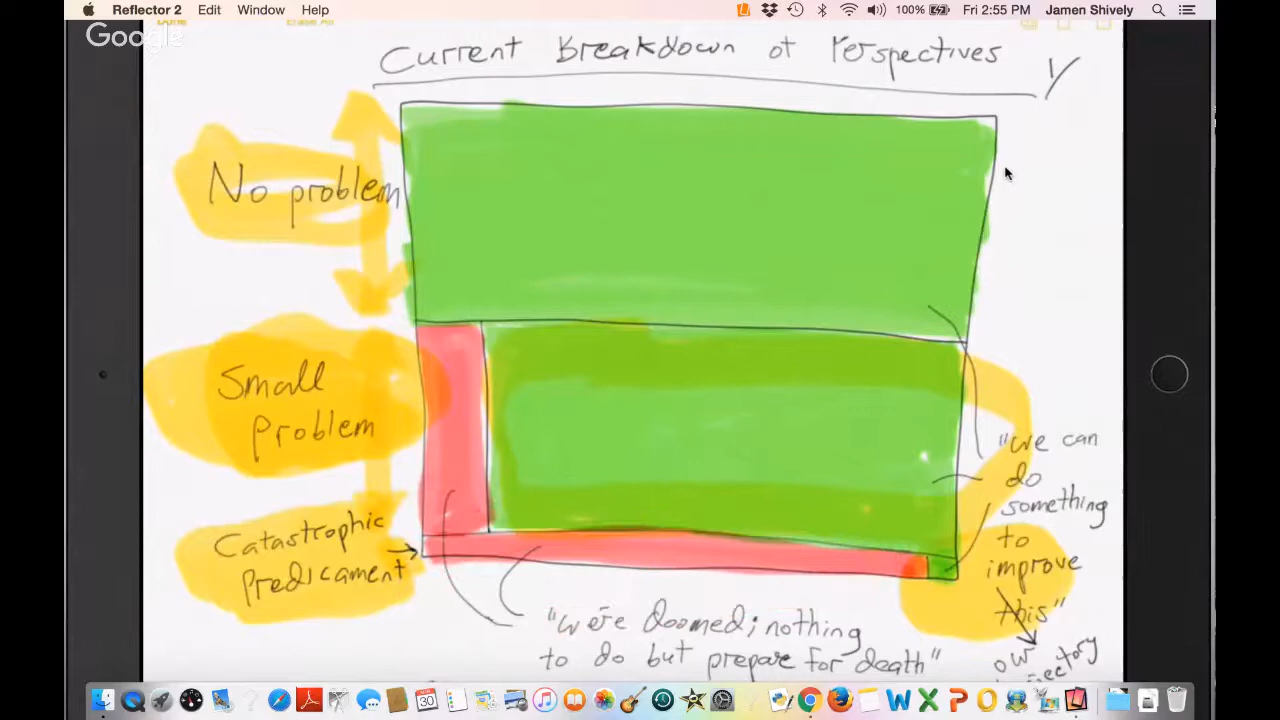 Reflector 2 Edit Window Help 100% Fri 2:55 PM Jamen Shively
Google
Current Breakdown of Perspectives
No problem
Small
problem
Catastrophic
predicament
"We can
do
something
to
improve
this"
"We're doomed; nothing
to do but prepare for death"